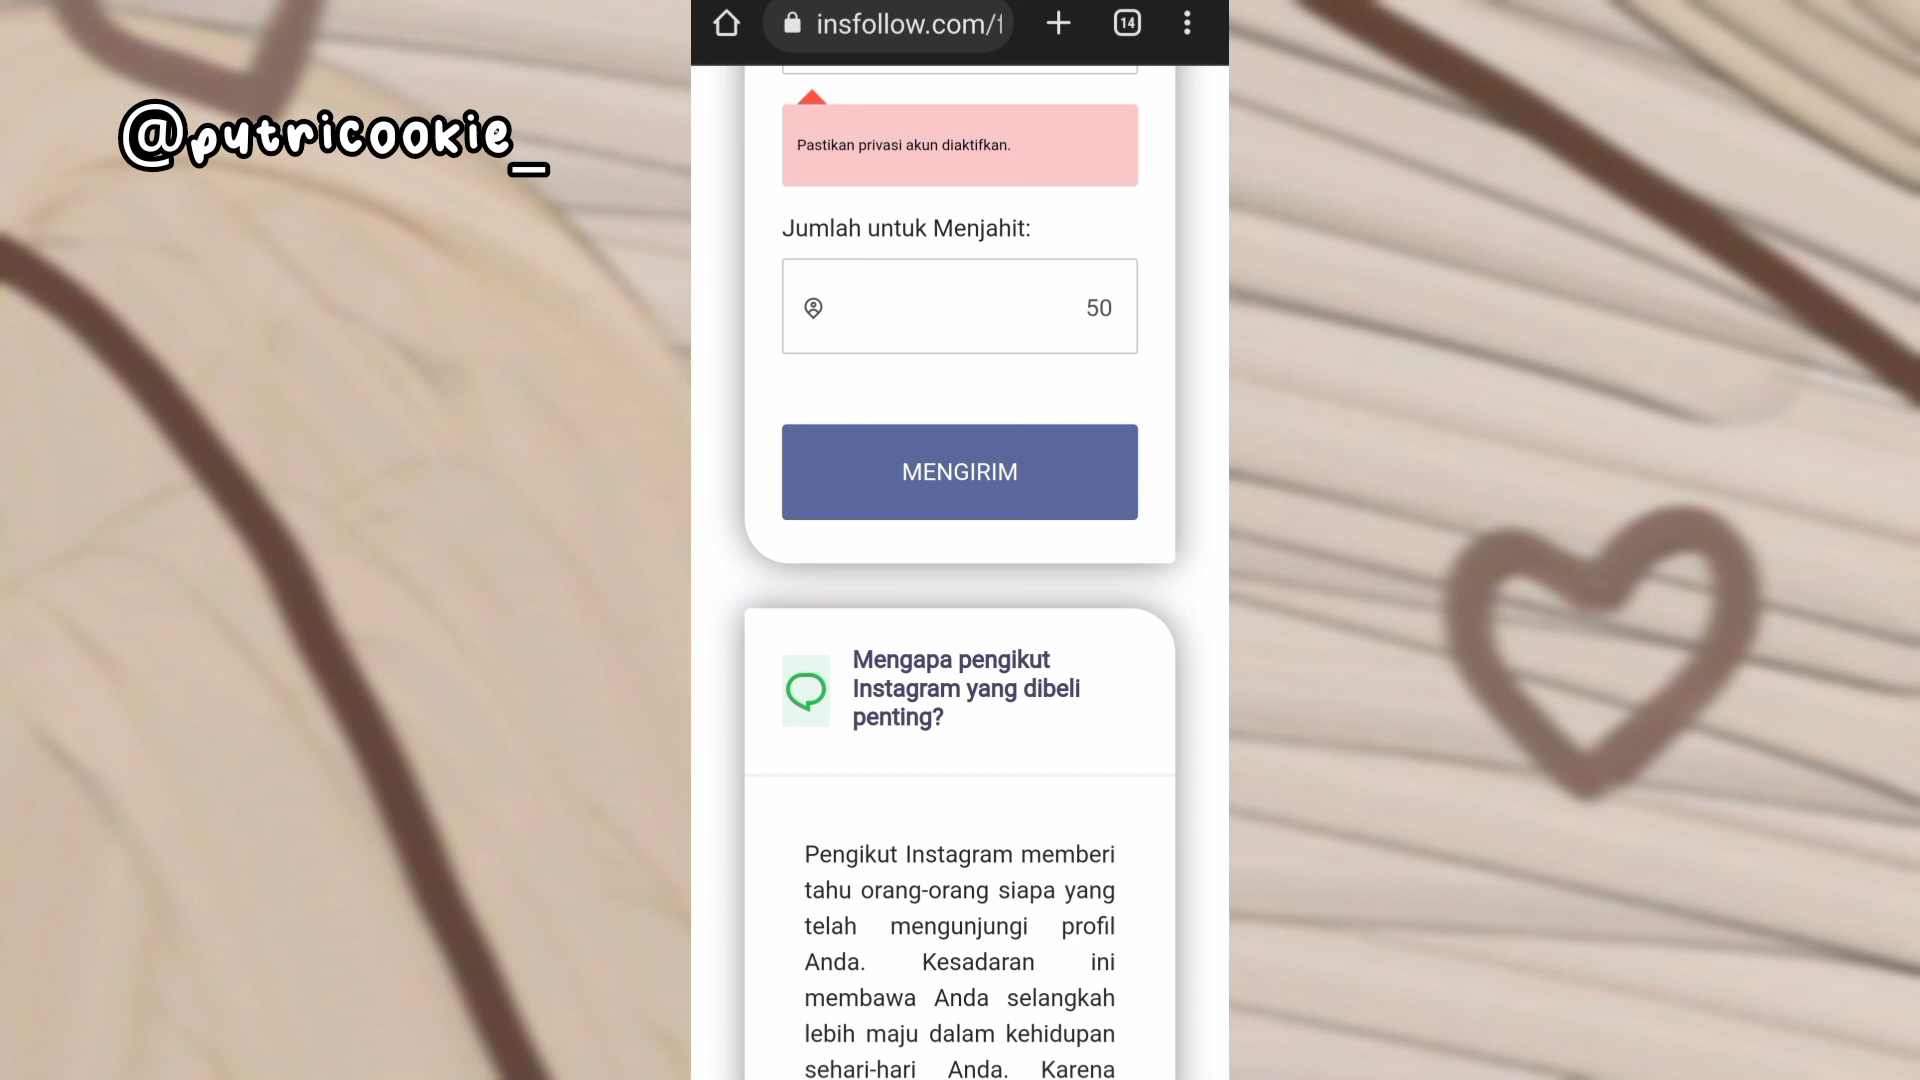 insfollow.com/f
14
@putricookie_
Pastikan privasi akun diaktifkan.
Jumlah untuk Menjahit:
50
MENGIRIM
Mengapa pengikut
Instagram yang dibeli
penting?
Pengikut Instagram memberi
tahu orang-orang siapa yang
telah mengunjungi profil
Anda. Kesadaran ini
membawa Anda selangkah
lebih maju dalam kehidupan
sehari-hari Anda. Karena